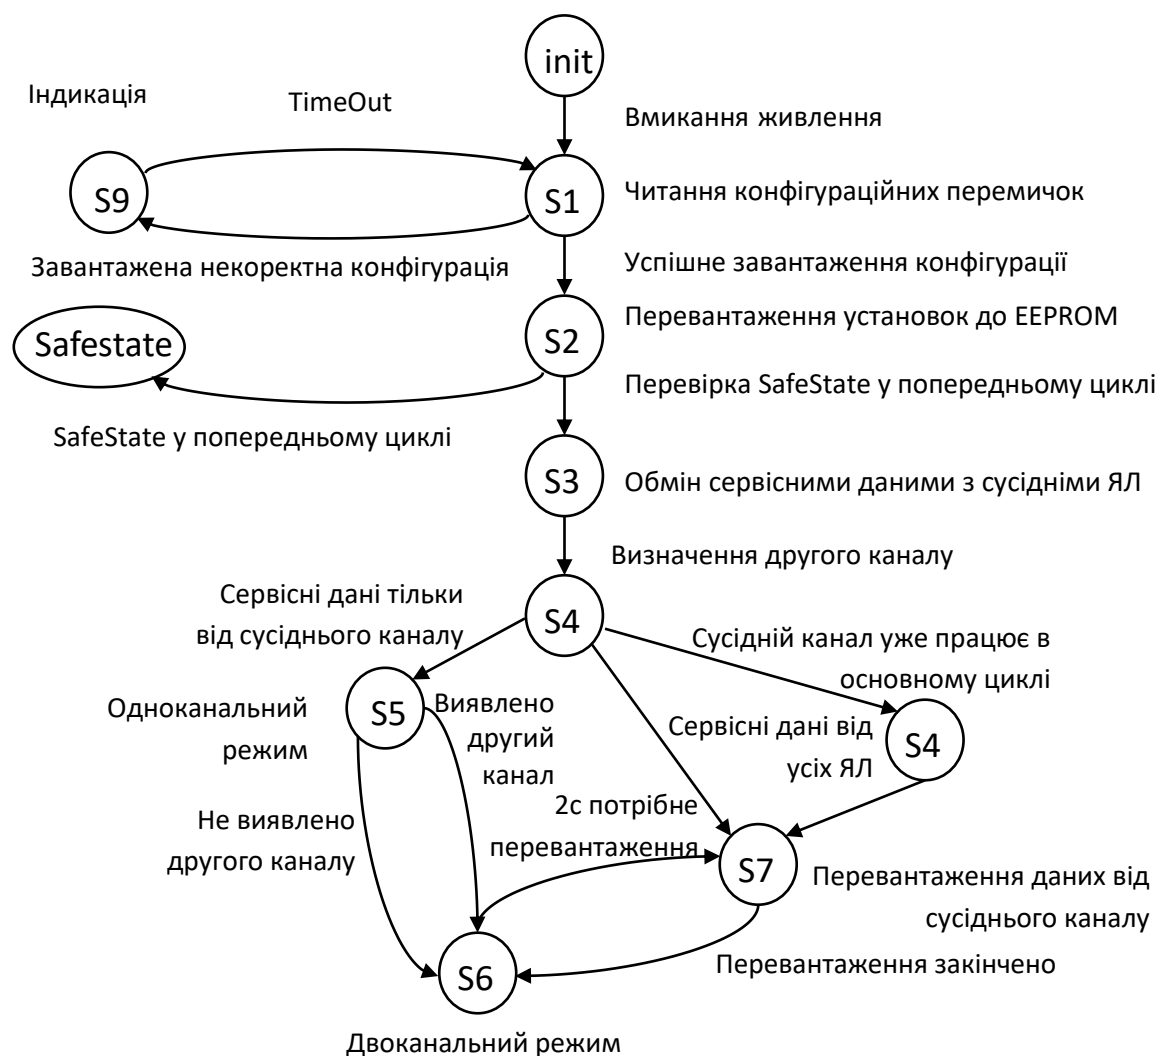 init
Індикація
TimeOut
Вмикання живлення
S9
S1
Читання конфігураційних перемичок
Завантажена некоректна конфігурація
Успішне завантаження конфігурації
Safestate
S2
Перевантаження установок до EEPROM
Перевірка SafeState у попередньому циклі
SafeState у попередньому циклі
S3
Обмін сервісними даними з сусідніми ЯЛ
Визначення другого каналу
Сервісні дані тільки
від сусіднього каналу
S4
Сусідній канал уже працює в
основному циклі
Одноканальний
режим
S5
Виявлено
другий
канал
Сервісні дані від
усіх ЯЛ
S4
Не виявлено
другого каналу
2с потрібне
перевантаження
S7
Перевантаження даних від
сусіднього каналу
Перевантаження закінчено
S6
Двоканальний режим